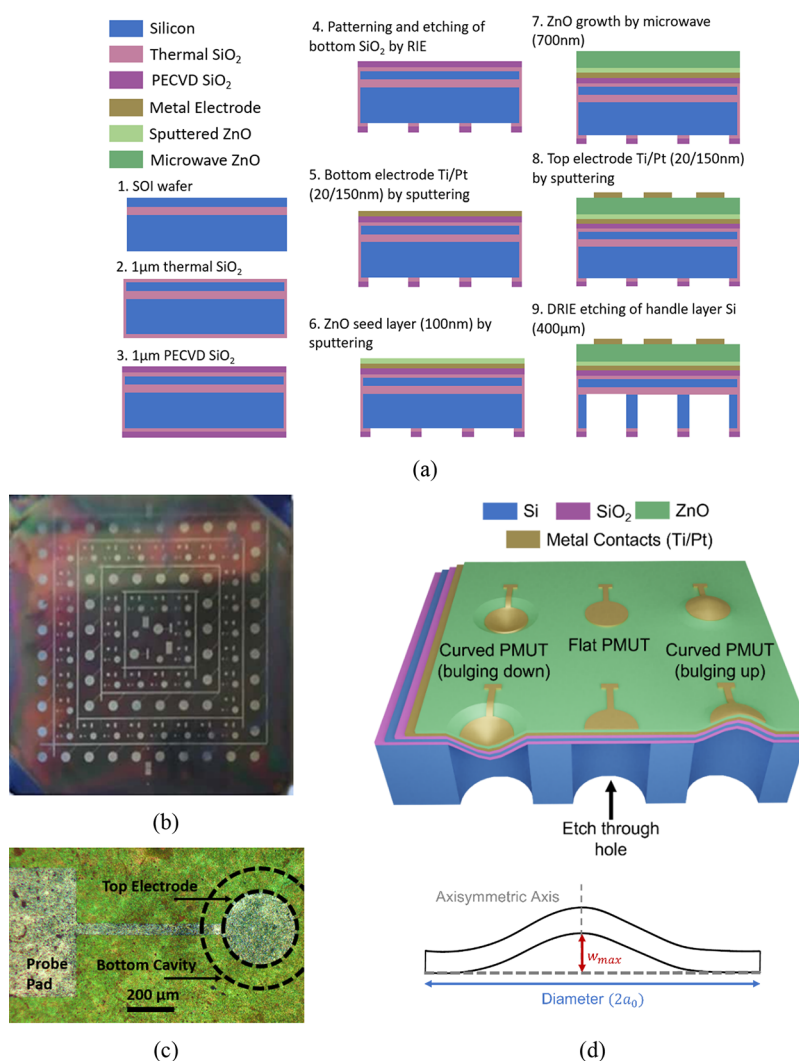 Silicon
Thermal SiO₂
PECVD SiO₂
Metal Electrode
Sputtered ZnO
Microwave ZnO
1. SOI wafer
2. 1μm thermal SiO₂
3. 1μm PECVD SiO₂
4. Patterning and etching of
bottom SiO₂ by RIE
5. Bottom electrode Ti/Pt
(20/150nm) by sputtering
6. ZnO seed layer (100nm) by
sputtering
7. ZnO growth by microwave
(700nm)
8. Top electrode Ti/Pt (20/150nm)
by sputtering
9. DRIE etching of handle layer Si
(400μm)
(a)
(b)
Top Electrode
Probe
Pad
Bottom Cavity
200 μm
(c)
Si
SiO₂
ZnO
Metal Contacts (Ti/Pt)
Curved PMUT
(bulging down)
Flat PMUT
Curved PMUT
(bulging up)
Etch through
hole
Axisymmetric Axis
wmax
Diameter (2a₀)
(d)